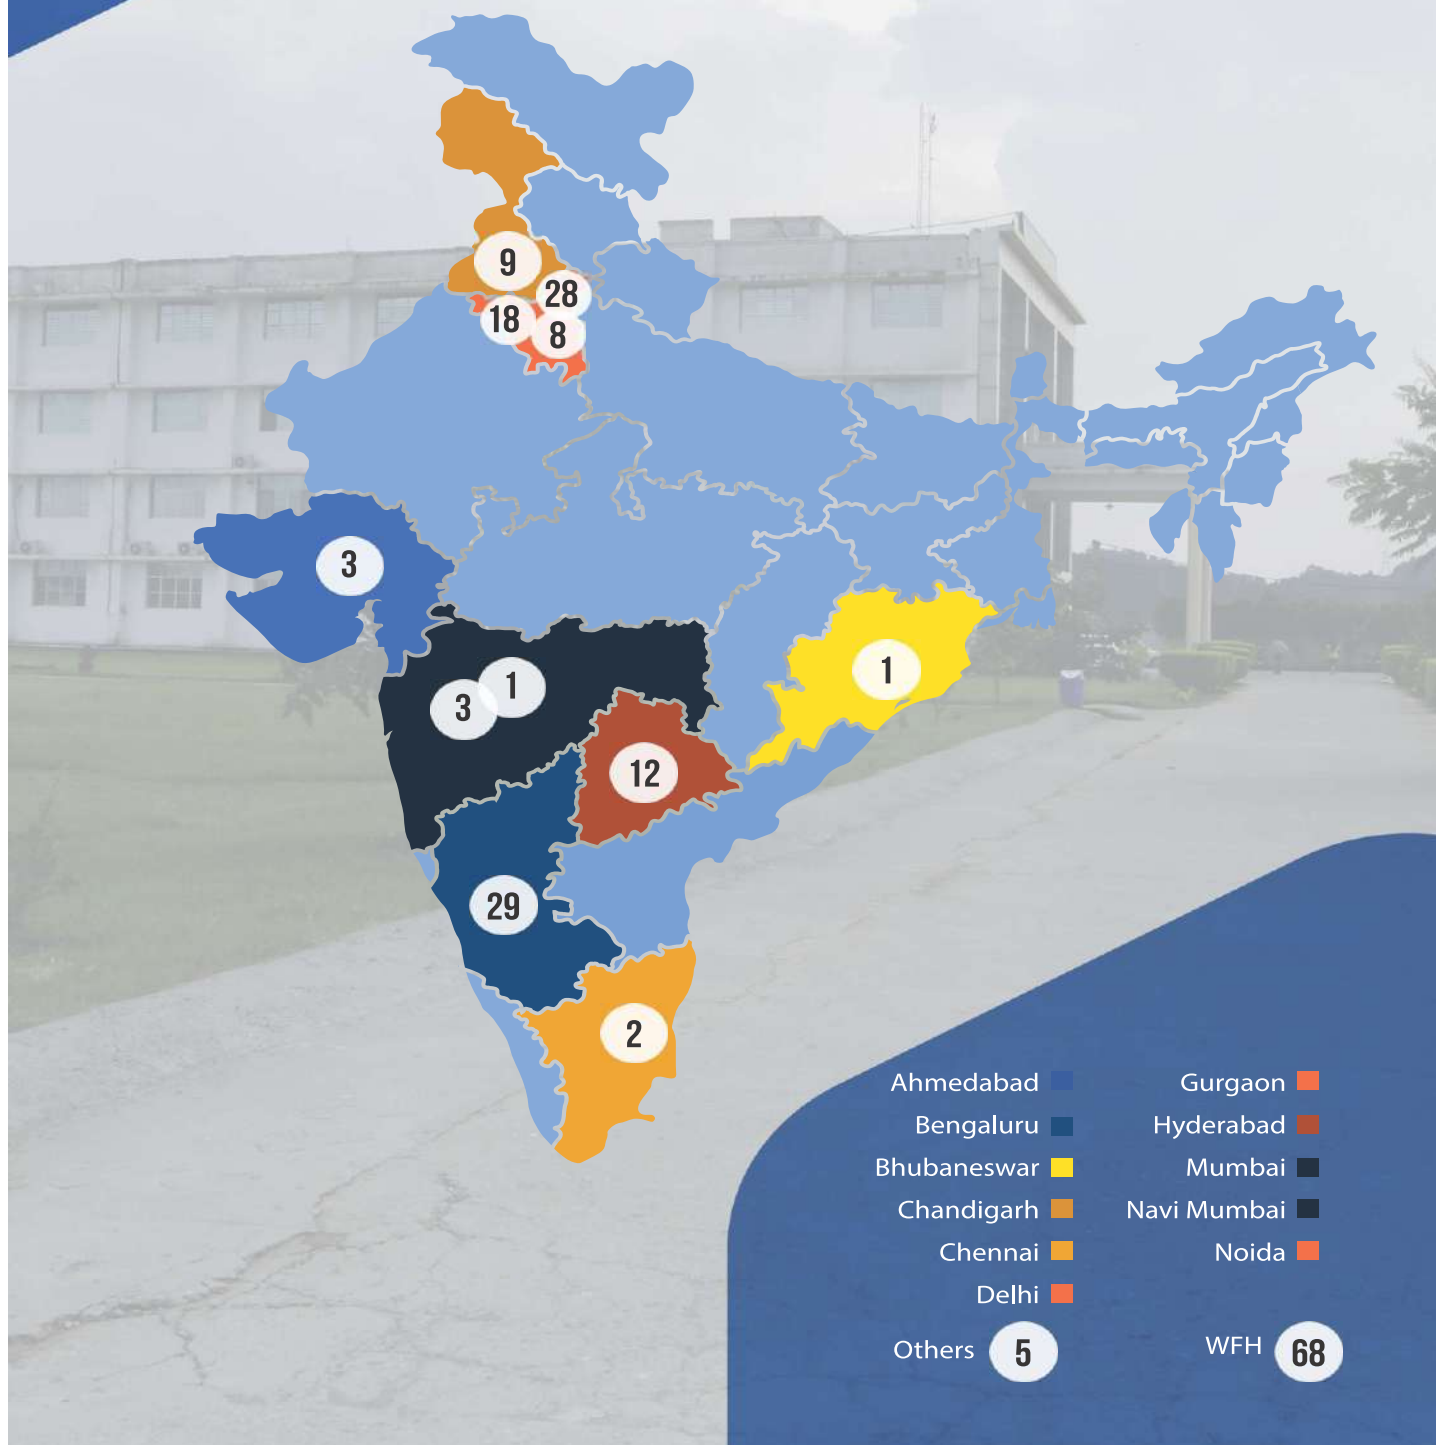 9
28
18
8
3
1
3
1
12
29
2
Ahmedabad
Gurgaon
Bengaluru
Hyderabad
Bhubaneswar
Mumbai
Chandigarh
Navi Mumbai
Chennai
Noida
Delhi
Others 5
WFH 68